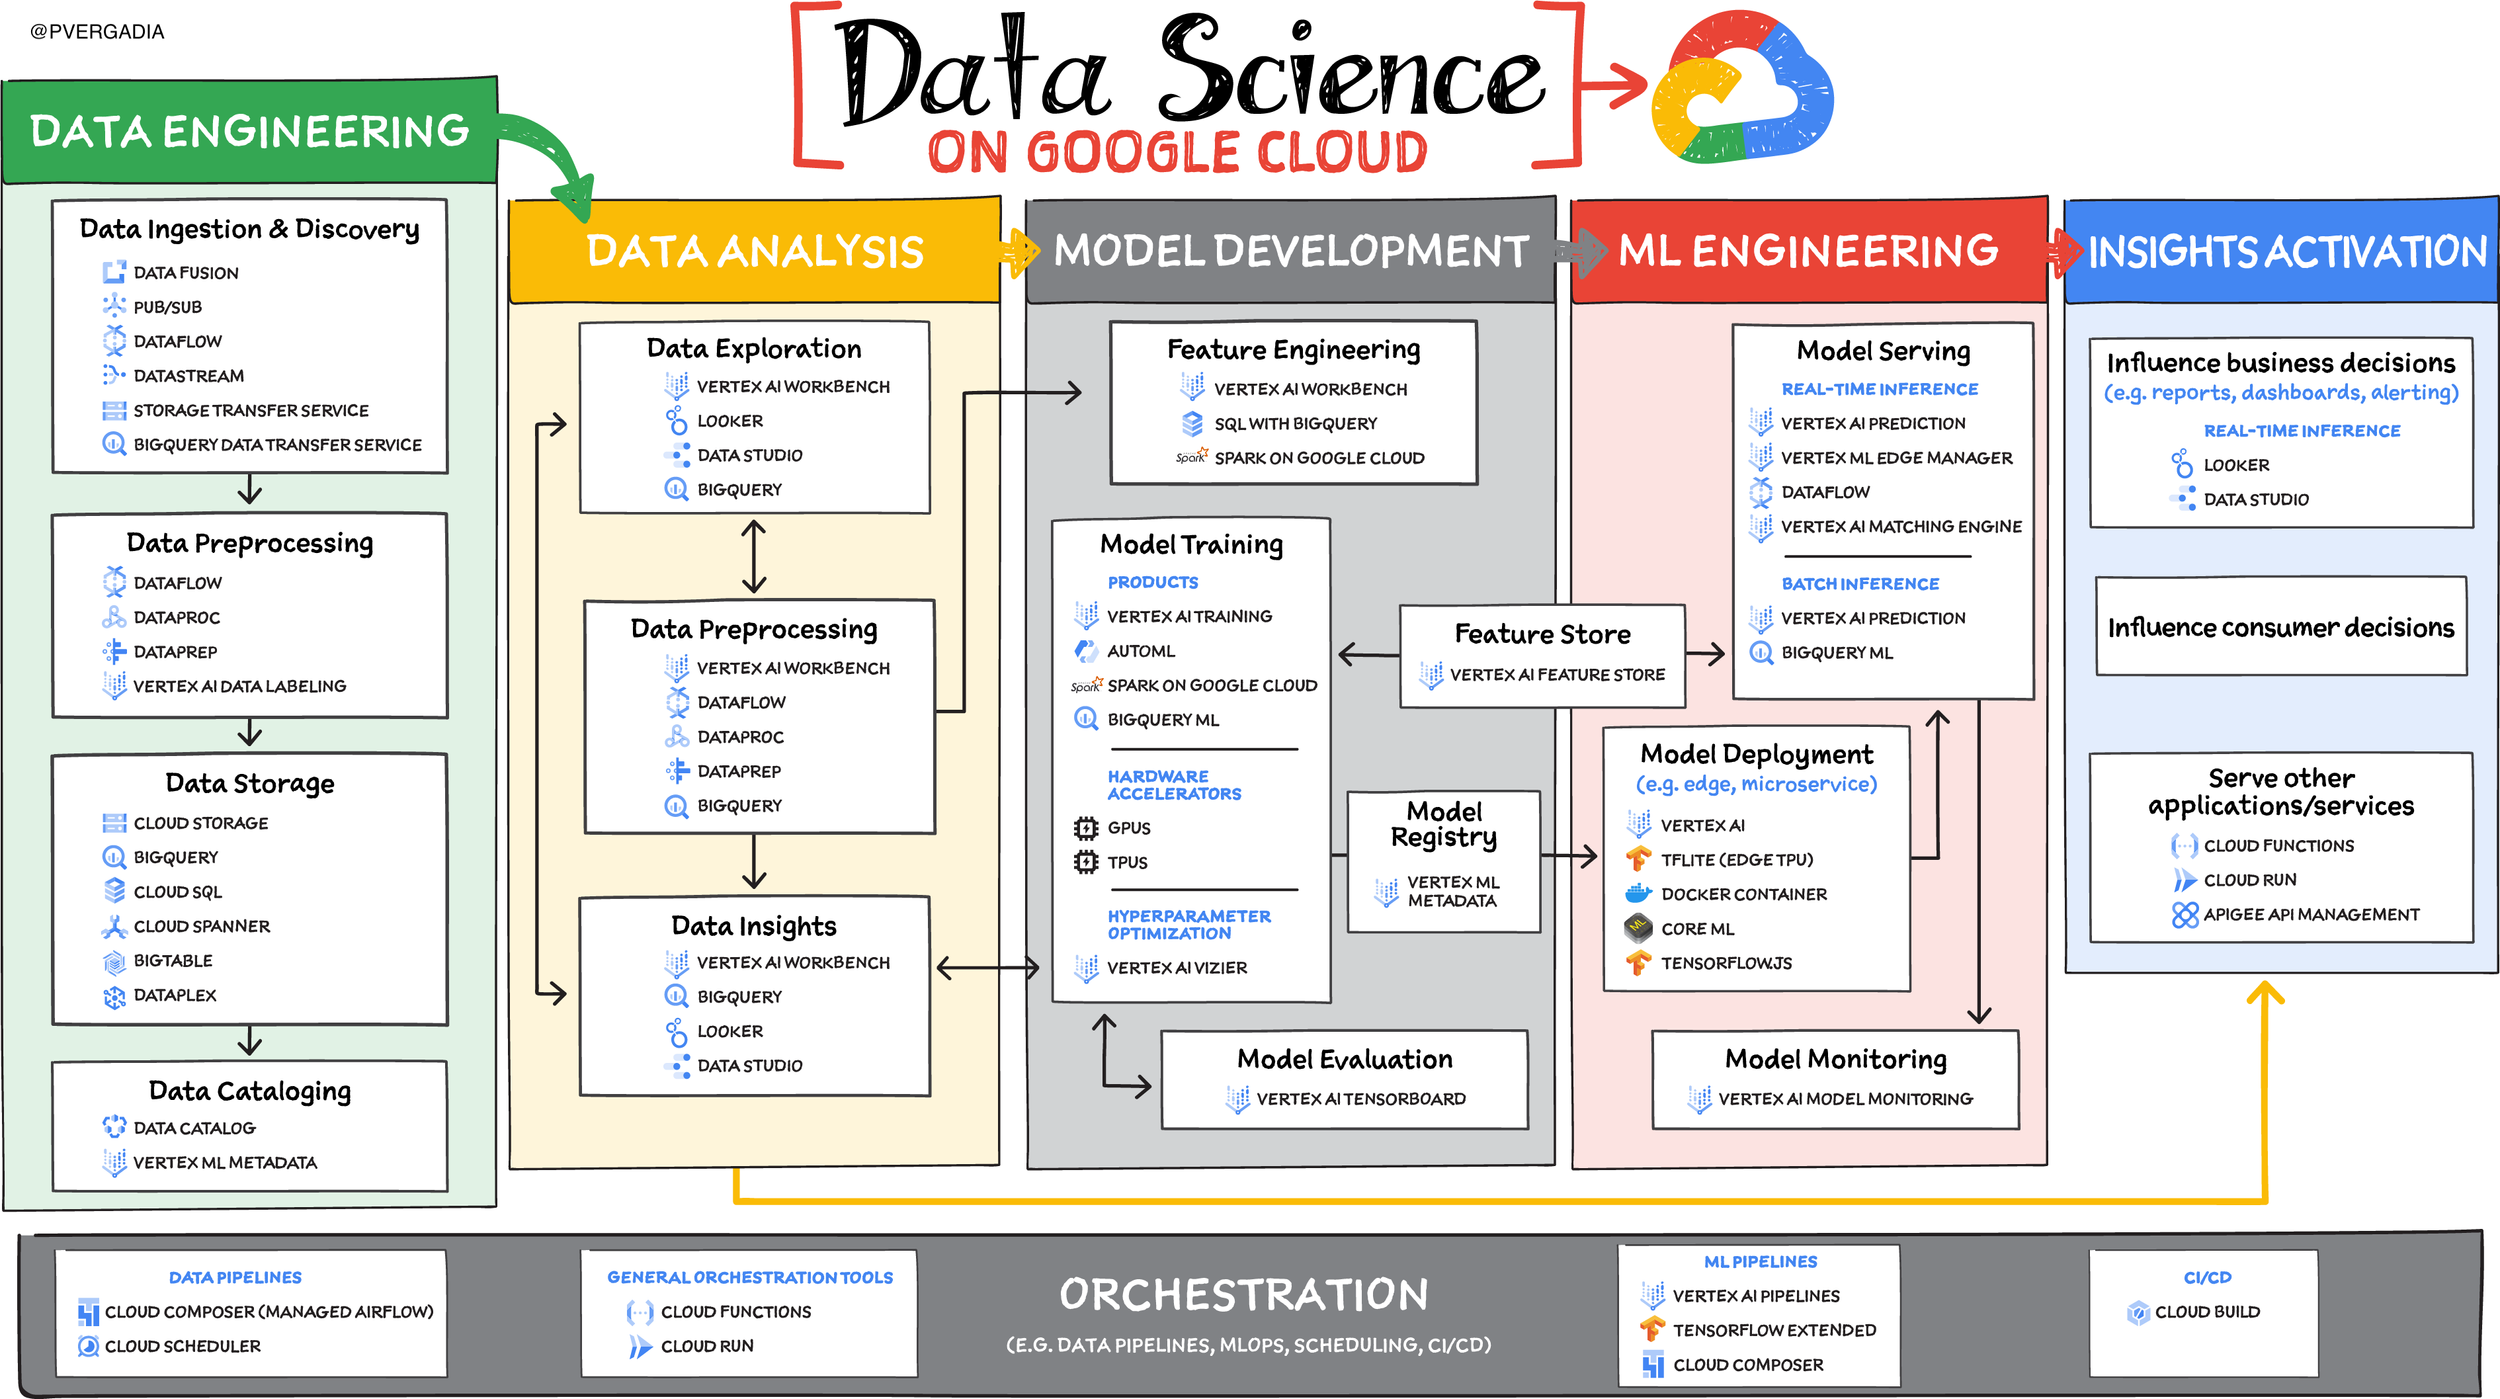 @PVERGADIA
Data Science
ON GOOGLE CLOUD
DATA ENGINEERING
Data Ingestion & Discovery
DATA FUSION
PUB/SUB
DATAFLOW
DATASTREAM
STORAGE TRANSFER SERVICE
BIGQUERY DATA TRANSFER SERVICE
Data Preprocessing
DATAFLOW
DATAPROC
DATAPREP
VERTEX AI DATA LABELING
Data Storage
CLOUD STORAGE
BIGQUERY
CLOUD SQL
CLOUD SPANNER
BIGTABLE
DATAPLEX
Data Cataloging
DATA CATALOG
VERTEX ML METADATA
DATA ANALYSIS
Data Exploration
VERTEX AI WORKBENCH
LOOKER
DATA STUDIO
BIGQUERY
Data Preprocessing
VERTEX AI WORKBENCH
DATAFLOW
DATAPROC
DATAPREP
BIGQUERY
Data Insights
VERTEX AI WORKBENCH
BIGQUERY
LOOKER
DATA STUDIO
MODEL DEVELOPMENT
Feature Engineering
VERTEX AI WORKBENCH
SQL WITH BIGQUERY
Spark SPARK ON GOOGLE CLOUD
Model Training
PRODUCTS
VERTEX AI TRAINING
AUTOML
Spark SPARK ON GOOGLE CLOUD
BIGQUERY ML
HARDWARE
ACCELERATORS
GPUS
TPUS
HYPERPARAMETER
OPTIMIZATION
VERTEX AI VIZIER
Feature Store
VERTEX AI FEATURE STORE
Model
Registry
VERTEX ML
METADATA
Model Evaluation
VERTEX AI TENSORBOARD
ML ENGINEERING
Model Serving
REAL-TIME INFERENCE
VERTEX AI PREDICTION
VERTEX ML EDGE MANAGER
DATAFLOW
VERTEX AI MATCHING ENGINE
BATCH INFERENCE
VERTEX AI PREDICTION
BIGQUERY ML
Model Deployment
(e.g. edge, microservice)
VERTEX AI
TFLITE (EDGE TPU)
DOCKER CONTAINER
ML CORE ML
TENSORFLOW.JS
Model Monitoring
VERTEX AI MODEL MONITORING
INSIGHTS ACTIVATION
Influence business decisions
(e.g. reports, dashboards, alerting)
REAL-TIME INFERENCE
LOOKER
DATA STUDIO
Influence consumer decisions
Serve other
applications/services
CLOUD FUNCTIONS
CLOUD RUN
APIGEE API MANAGEMENT
DATA PIPELINES
CLOUD COMPOSER (MANAGED AIRFLOW)
CLOUD SCHEDULER
GENERAL ORCHESTRATION TOOLS
CLOUD FUNCTIONS
CLOUD RUN
ORCHESTRATION
(E.G. DATA PIPELINES, MLOPS, SCHEDULING, CI/CD)
ML PIPELINES
VERTEX AI PIPELINES
TENSORFLOW EXTENDED
CLOUD COMPOSER
CI/CD
CLOUD BUILD